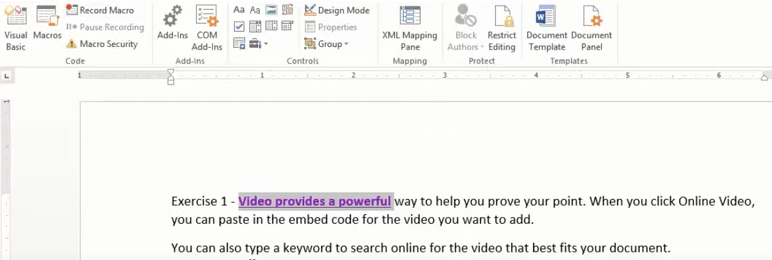 Record Macro
Pause Recording
Macro Security
Visual Basic
Macros
Code
Add-Ins
COM Add-Ins
Add-Ins
Aa Aa
Design Mode
Properties
Group
Controls
XML Mapping Pane
Mapping
Block Authors
Restrict Editing
Protect
Document Template
Document Panel
Templates
1 1 2 3 4 5 6
Exercise 1 - Video provides a powerful way to help you prove your point. When you click Online Video,
you can paste in the embed code for the video you want to add.
You can also type a keyword to search online for the video that best fits your document.